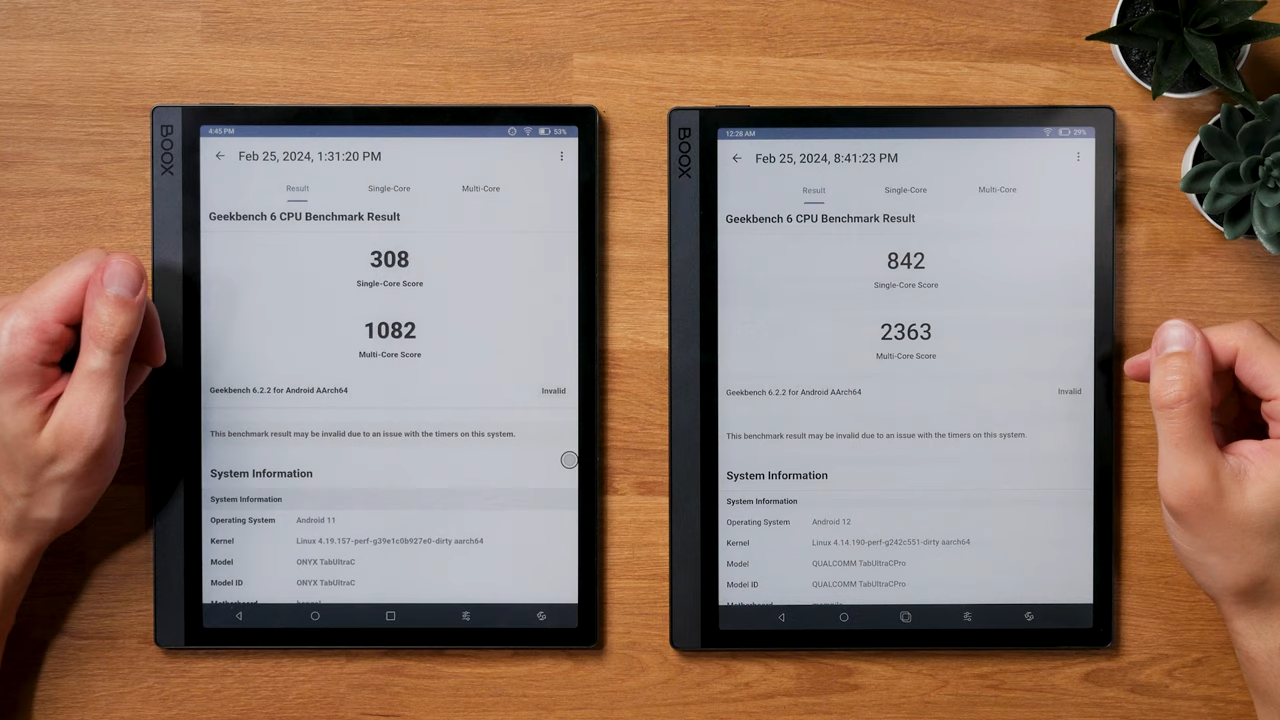 BOOX
4:45 PM
53%
Feb 25, 2024, 1:31:20 PM
Result Single-Core Multi-Core
Geekbench 6 CPU Benchmark Result
308
Single-Core Score
1082
Multi-Core Score
Geekbench 6.2.2 for Android AArch64 Invalid
This benchmark result may be invalid due to an issue with the timers on this system.
System Information
System Information
Operating System Android 11
Kernel Linux 4.19.157-perf-g39e1c0b927e0-dirty aarch64
Model ONYX TabUltraC
Model ID ONYX TabUltraC
BOOX
12:28 AM
29%
Feb 25, 2024, 8:41:23 PM
Result Single-Core Multi-Core
Geekbench 6 CPU Benchmark Result
842
Single-Core Score
2363
Multi-Core Score
Geekbench 6.2.2 for Android AArch64 Invalid
This benchmark result may be invalid due to an issue with the timers on this system.
System Information
System Information
Operating System Android 12
Kernel Linux 4.14.190-perf-g242c551-dirty aarch64
Model QUALCOMM TabUltraCPro
Model ID QUALCOMM TabUltraCPro